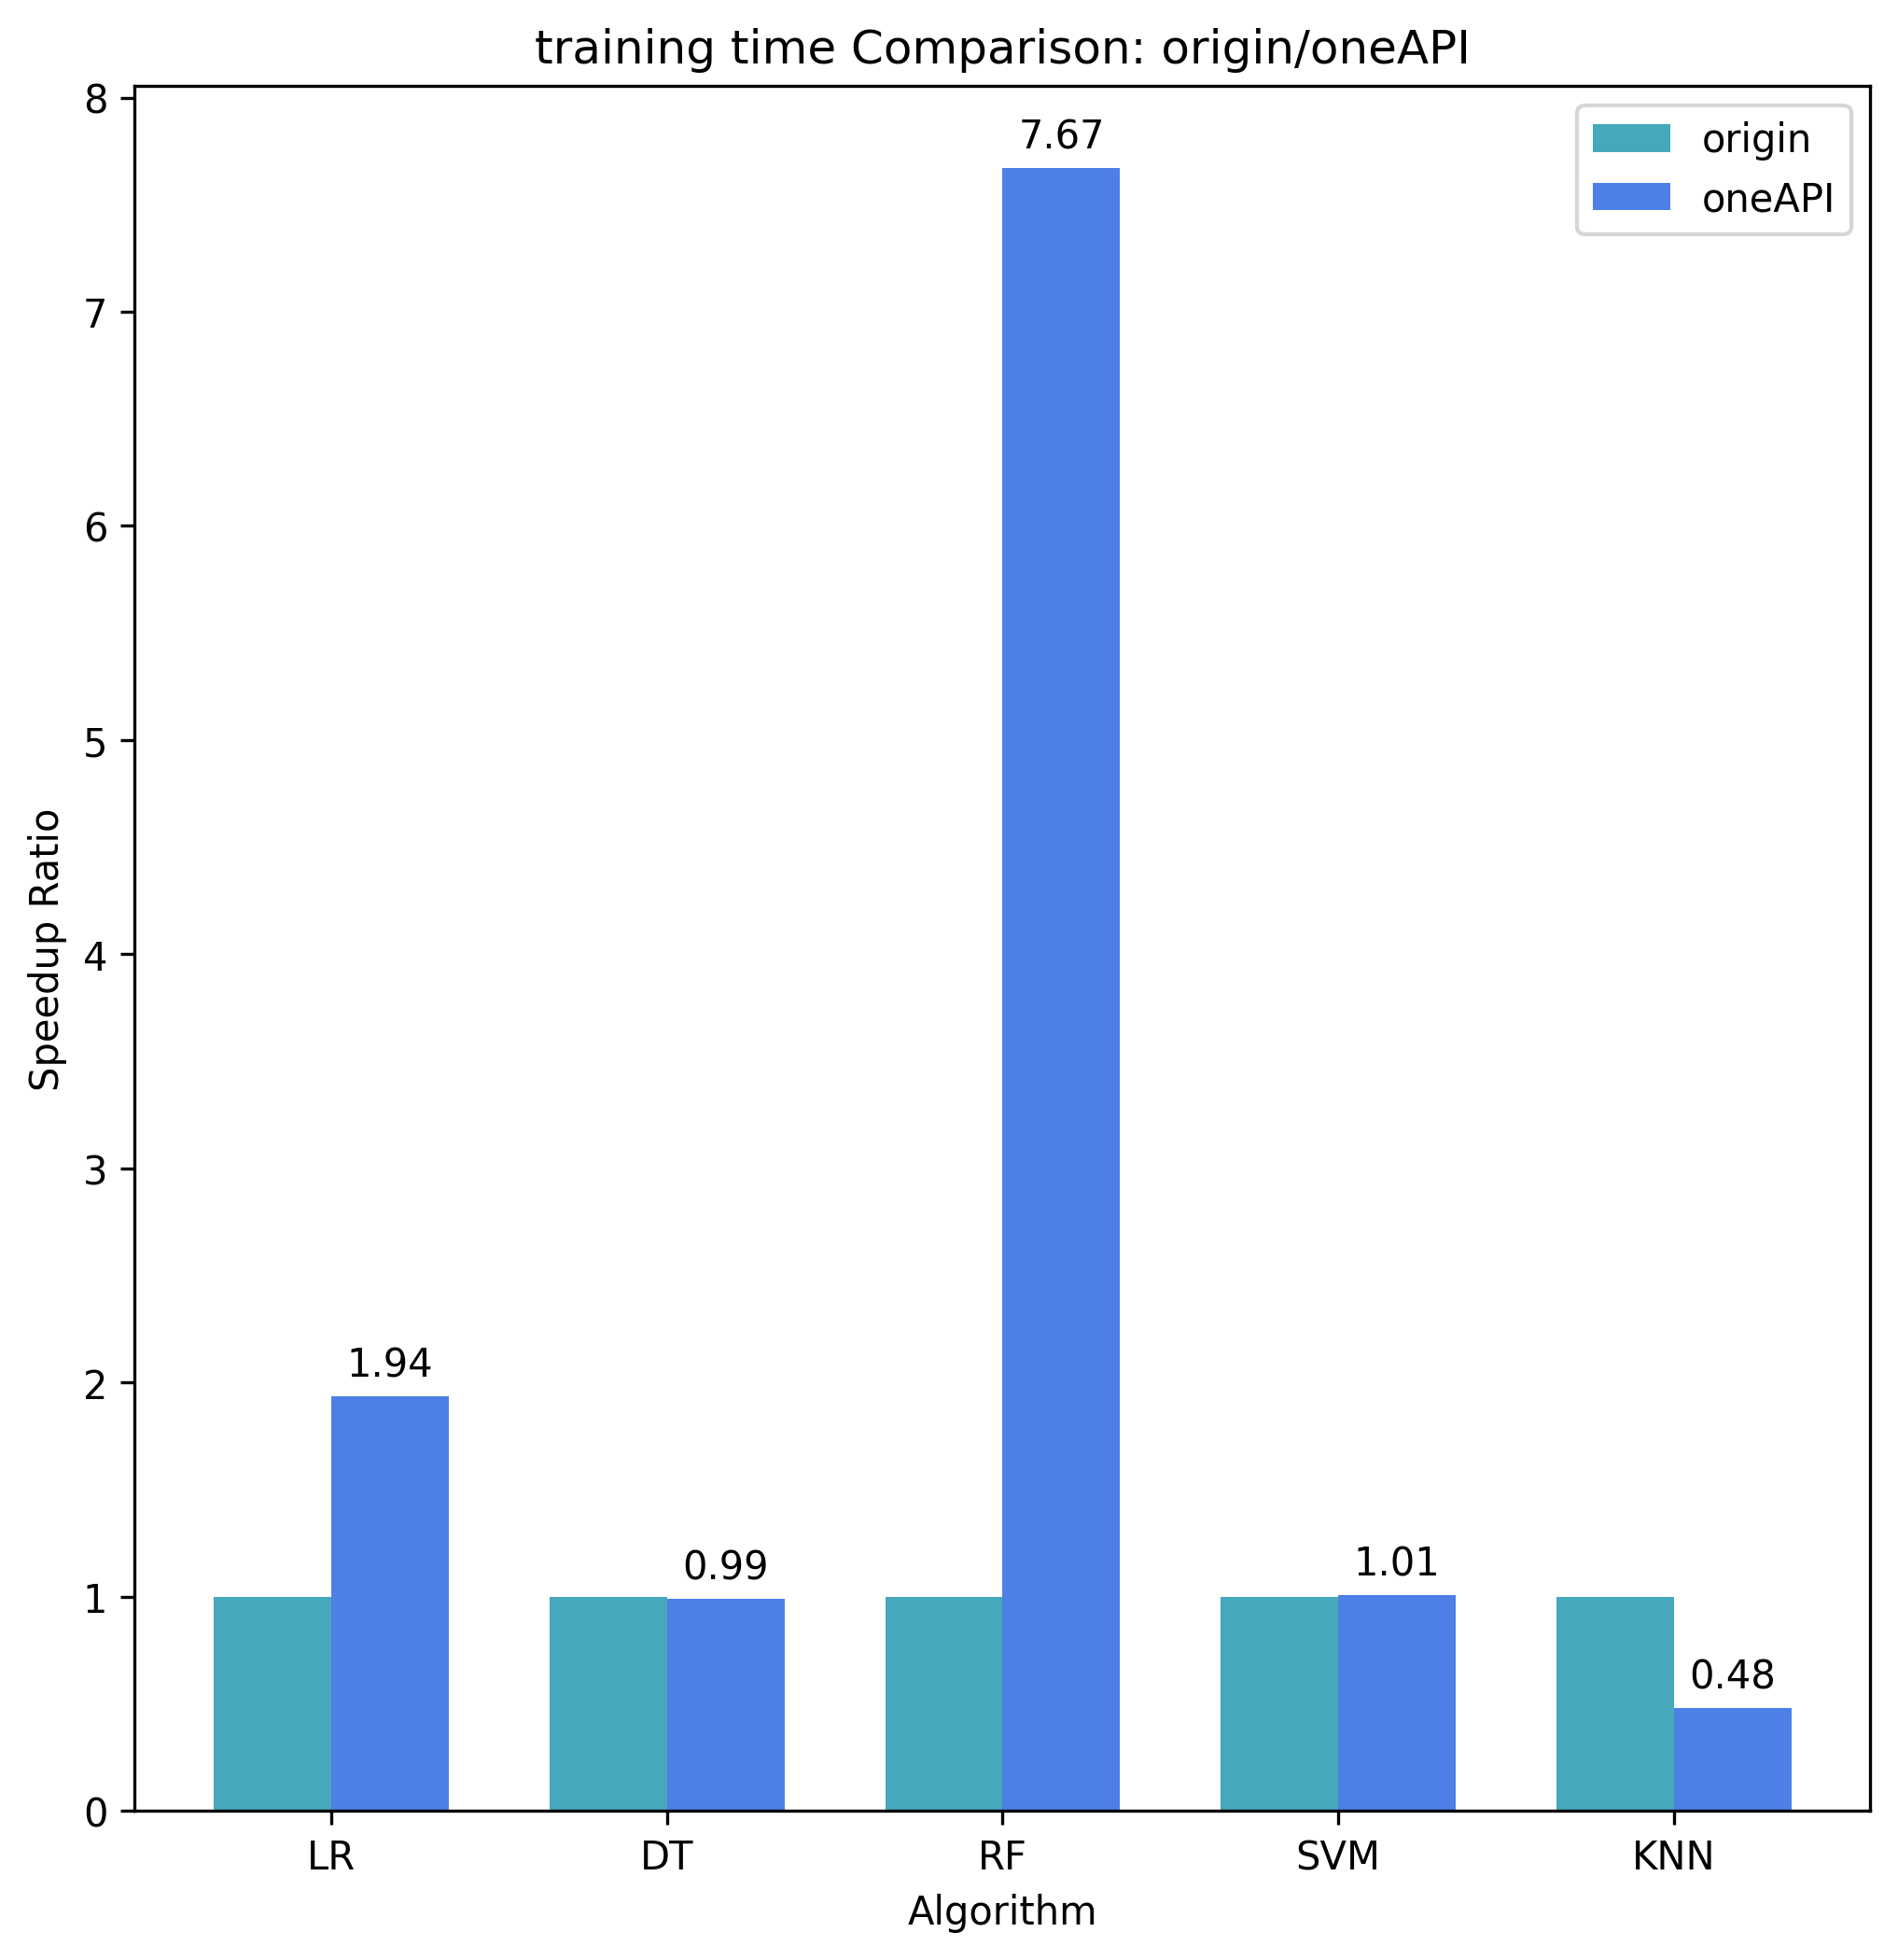 training time Comparison: origin/oneAPI
origin
oneAPI
Speedup Ratio
8
7
6
5
4
3
2
1
0
1.94
0.99
7.67
1.01
0.48
LR
DT
RF
SVM
KNN
Algorithm